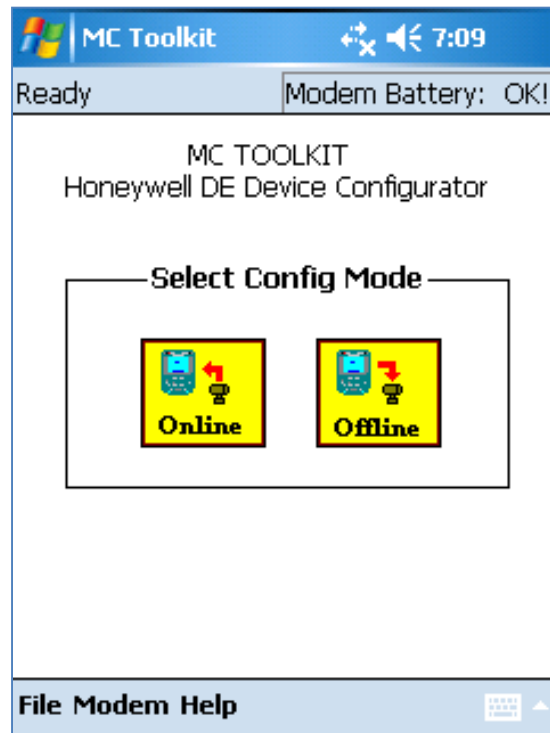 MC Toolkit 7:09
Ready Modem Battery: OK!
MC TOOLKIT
Honeywell DE Device Configurator
Select Config Mode
Online Offline
File Modem Help